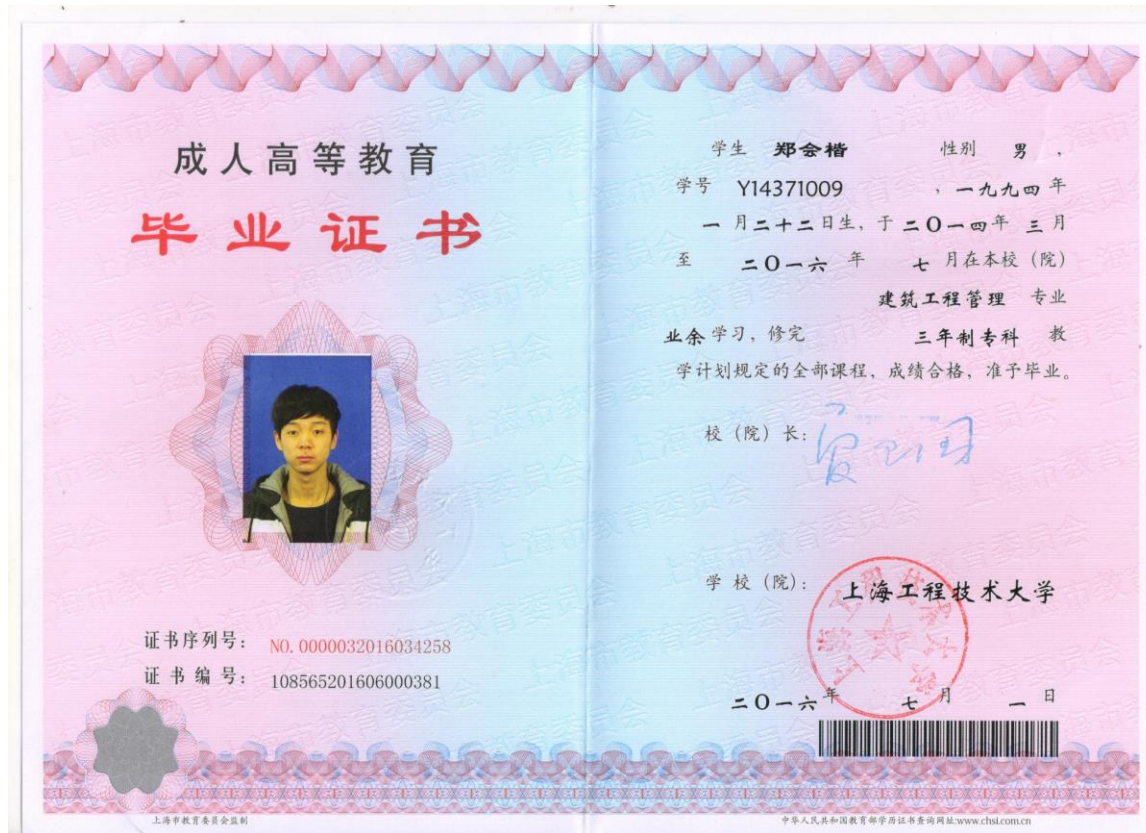 成人高等教育
毕业证书
证书序列号： NO. 0000032016034258
证书编号： 108565201606000381
上海市教育委员会监制
学生 郑会楷 性别 男 ，
学号 Y14371009 ，一九九四 年
一 月 二十二 日生，于 二〇一四 年 三 月
至 二〇一六 年 七 月在本校（院）
建筑工程管理 专业
业余 学习，修完 三年制专科 教
学计划规定的全部课程，成绩合格，准予毕业。
校（院）长：
学校（院）： 上海工程技术大学
二〇一六 年 七 月 一 日
中华人民共和国教育部学历证书查询网址:www.chsi.com.cn